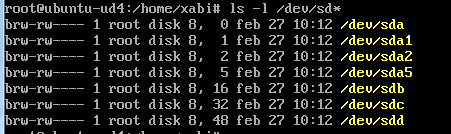 root@ubuntu-ud4:/home/xabi# ls -l /dev/sd*
brw-rw---- 1 root disk 8,  0 feb 27 10:12 /dev/sda
brw-rw---- 1 root disk 8,  1 feb 27 10:12 /dev/sda1
brw-rw---- 1 root disk 8,  2 feb 27 10:12 /dev/sda2
brw-rw---- 1 root disk 8,  5 feb 27 10:12 /dev/sda5
brw-rw---- 1 root disk 8, 16 feb 27 10:12 /dev/sdb
brw-rw---- 1 root disk 8, 32 feb 27 10:12 /dev/sdc
brw-rw---- 1 root disk 8, 48 feb 27 10:12 /dev/sdd